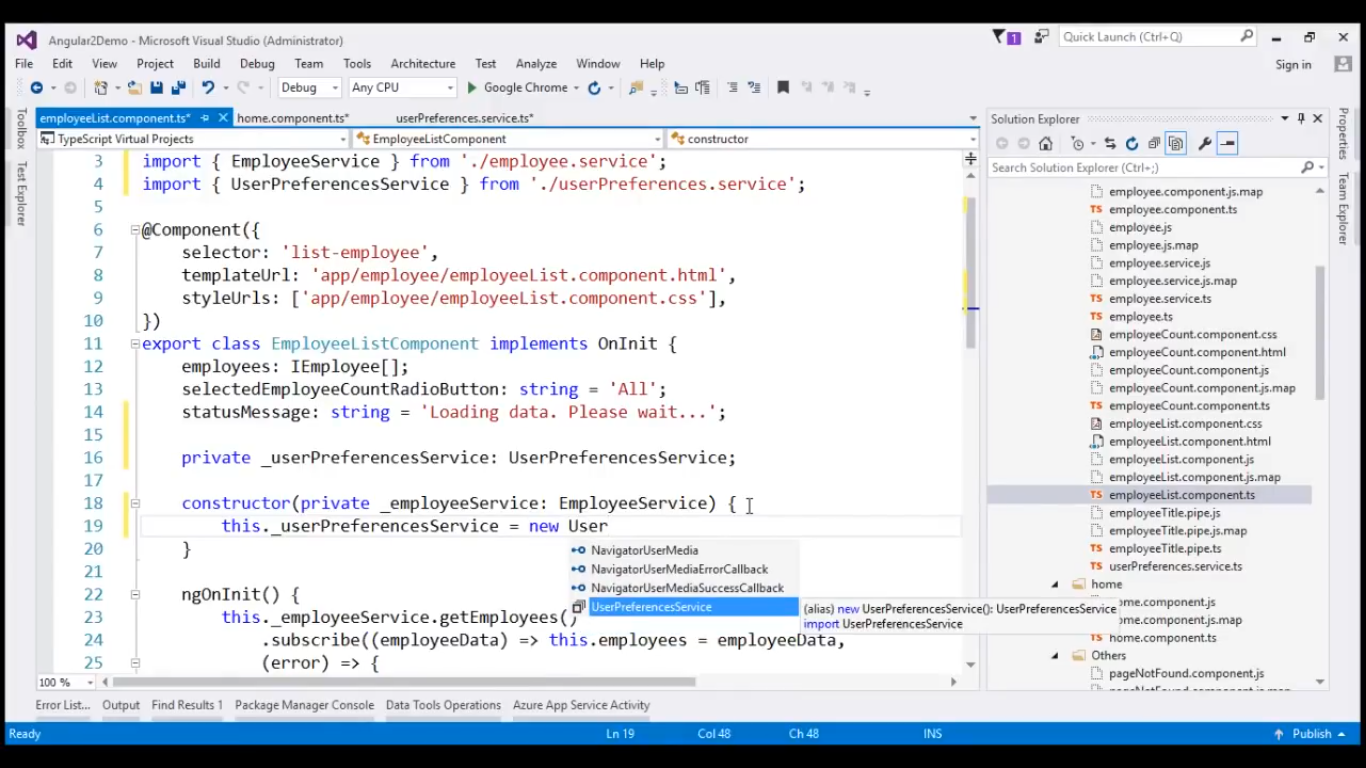 Angular2Demo - Microsoft Visual Studio (Administrator)
1
Quick Launch (Ctrl+Q)
File Edit View Project Build Debug Team Tools Architecture Test Analyze Window Help
Sign in
Debug Any CPU Google Chrome
Toolbox
Test Explorer
employeeList.component.ts* home.component.ts* userPreferences.service.ts*
TypeScript Virtual Projects EmployeeListComponent constructor
3 import { EmployeeService } from './employee.service';
4 import { UserPreferencesService } from './userPreferences.service';
5
6 @Component({
7 selector: 'list-employee',
8 templateUrl: 'app/employee/employeeList.component.html',
9 styleUrls: ['app/employee/employeeList.component.css'],
10 })
11 export class EmployeeListComponent implements OnInit {
12 employees: IEmployee[];
13 selectedEmployeeCountRadioButton: string = 'All';
14 statusMessage: string = 'Loading data. Please wait...';
15
16 private _userPreferencesService: UserPreferencesService;
17
18 constructor(private _employeeService: EmployeeService) {
19 this._userPreferencesService = new User
20 }
21
22 ngOnInit() {
23 this._employeeService.getEmployees()
24 .subscribe((employeeData) => this.employees = employeeData,
25 (error) => {
NavigatorUserMedia
NavigatorUserMediaErrorCallback
NavigatorUserMediaSuccessCallback
UserPreferencesService
(alias) new UserPreferencesService(): UserPreferencesService
import UserPreferencesService
100 %
Solution Explorer
Search Solution Explorer (Ctrl+;)
employee.component.js.map
TS employee.component.ts
employee.js
employee.js.map
employee.service.js
employee.service.js.map
TS employee.service.ts
TS employee.ts
employeeCount.component.css
employeeCount.component.html
employeeCount.component.js
employeeCount.component.js.map
TS employeeCount.component.ts
employeeList.component.css
employeeList.component.html
employeeList.component.js
employeeList.component.js.map
TS employeeList.component.ts
employeeTitle.pipe.js
employeeTitle.pipe.js.map
TS employeeTitle.pipe.ts
TS userPreferences.service.ts
home
ome.component.js
ome.component.js.map
TS home.component.ts
Others
pageNotFound.component.js
Properties
Team Explorer
Error List... Output Find Results 1 Package Manager Console Data Tools Operations Azure App Service Activity
Ready Ln 19 Col 48 Ch 48 INS Publish